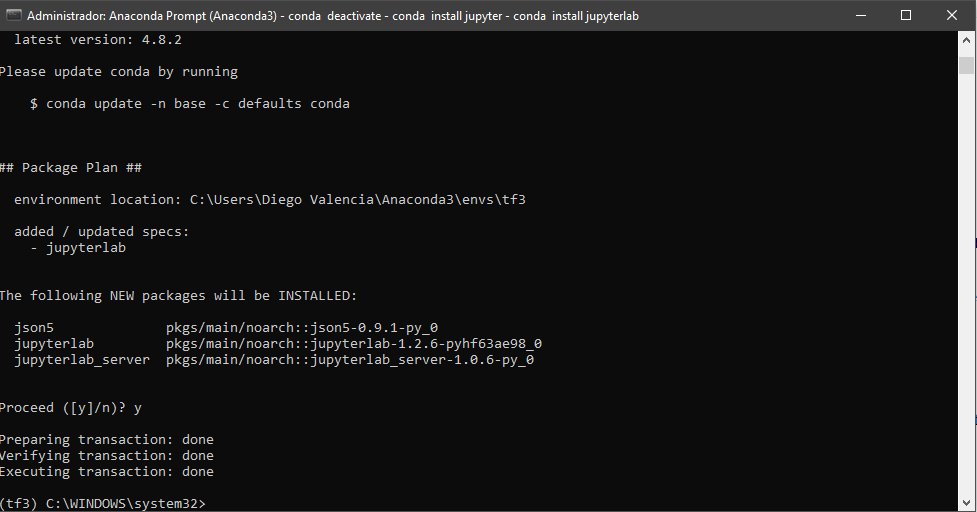 Administrador: Anaconda Prompt (Anaconda3) - conda  deactivate - conda  install jupyter - conda  install jupyterlab
latest version: 4.8.2
Please update conda by running
$ conda update -n base -c defaults conda
## Package Plan ##
environment location: C:\Users\Diego Valencia\Anaconda3\envs\tf3
added / updated specs:
- jupyterlab
The following NEW packages will be INSTALLED:
json5              pkgs/main/noarch::json5-0.9.1-py_0
jupyterlab         pkgs/main/noarch::jupyterlab-1.2.6-pyhf63ae98_0
jupyterlab_server  pkgs/main/noarch::jupyterlab_server-1.0.6-py_0
Proceed ([y]/n)? y
Preparing transaction: done
Verifying transaction: done
Executing transaction: done
(tf3) C:\WINDOWS\system32>